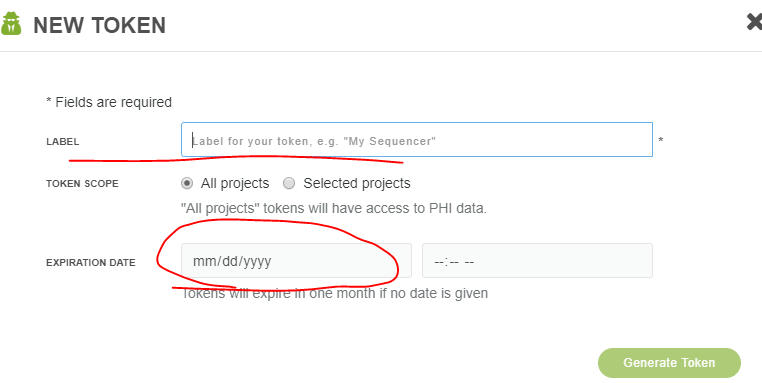 NEW TOKEN
* Fields are required
LABEL Label for your token, e.g. "My Sequencer" *
TOKEN SCOPE All projects Selected projects
"All projects" tokens will have access to PHI data.
EXPIRATION DATE mm/dd/yyyy --:-- --
Tokens will expire in one month if no date is given
Generate Token